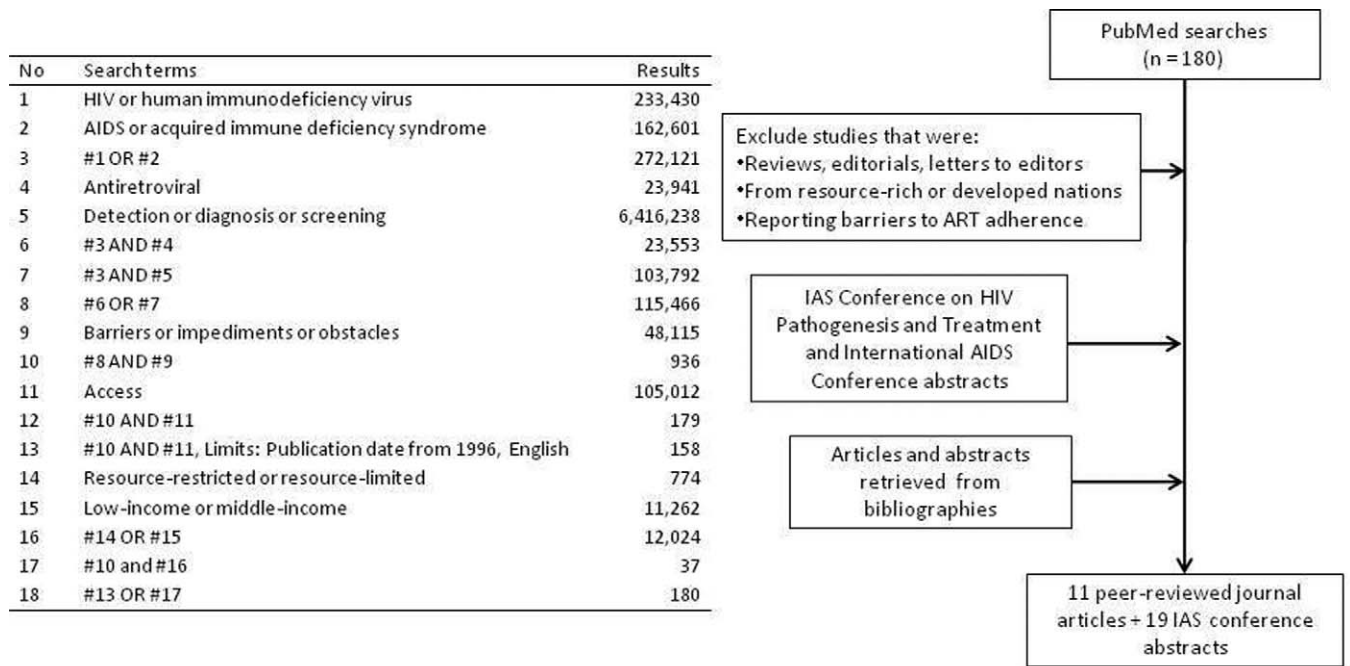 No Search terms Results
1 HIV or human immunodeficiency virus 233,430
2 AIDS or acquired immune deficiency syndrome 162,601
3 #1 OR #2 272,121
4 Antiretroviral 23,941
5 Detection or diagnosis or screening 6,416,238
6 #3 AND #4 23,553
7 #3 AND #5 103,792
8 #6 OR #7 115,466
9 Barriers or impediments or obstacles 48,115
10 #8 AND #9 936
11 Access 105,012
12 #10 AND #11 179
13 #10 AND #11, Limits: Publication date from 1996, English 158
14 Resource-restricted or resource-limited 774
15 Low-income or middle-income 11,262
16 #14 OR #15 12,024
17 #10 and #16 37
18 #13 OR #17 180
PubMed searches
(n = 180)
Exclude studies that were:
•Reviews, editorials, letters to editors
•From resource-rich or developed nations
•Reporting barriers to ART adherence
IAS Conference on HIV
Pathogenesis and Treatment
and International AIDS
Conference abstracts
Articles and abstracts
retrieved from
bibliographies
11 peer-reviewed journal
articles + 19 IAS conference
abstracts